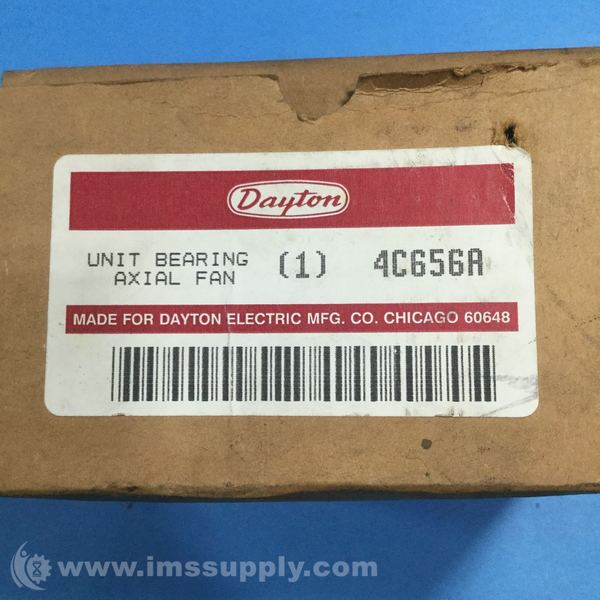 Dayton
UNIT BEARING (1) 4C656A
AXIAL FAN
MADE FOR DAYTON ELECTRIC MFG. CO. CHICAGO 60648
www.imssupply.com